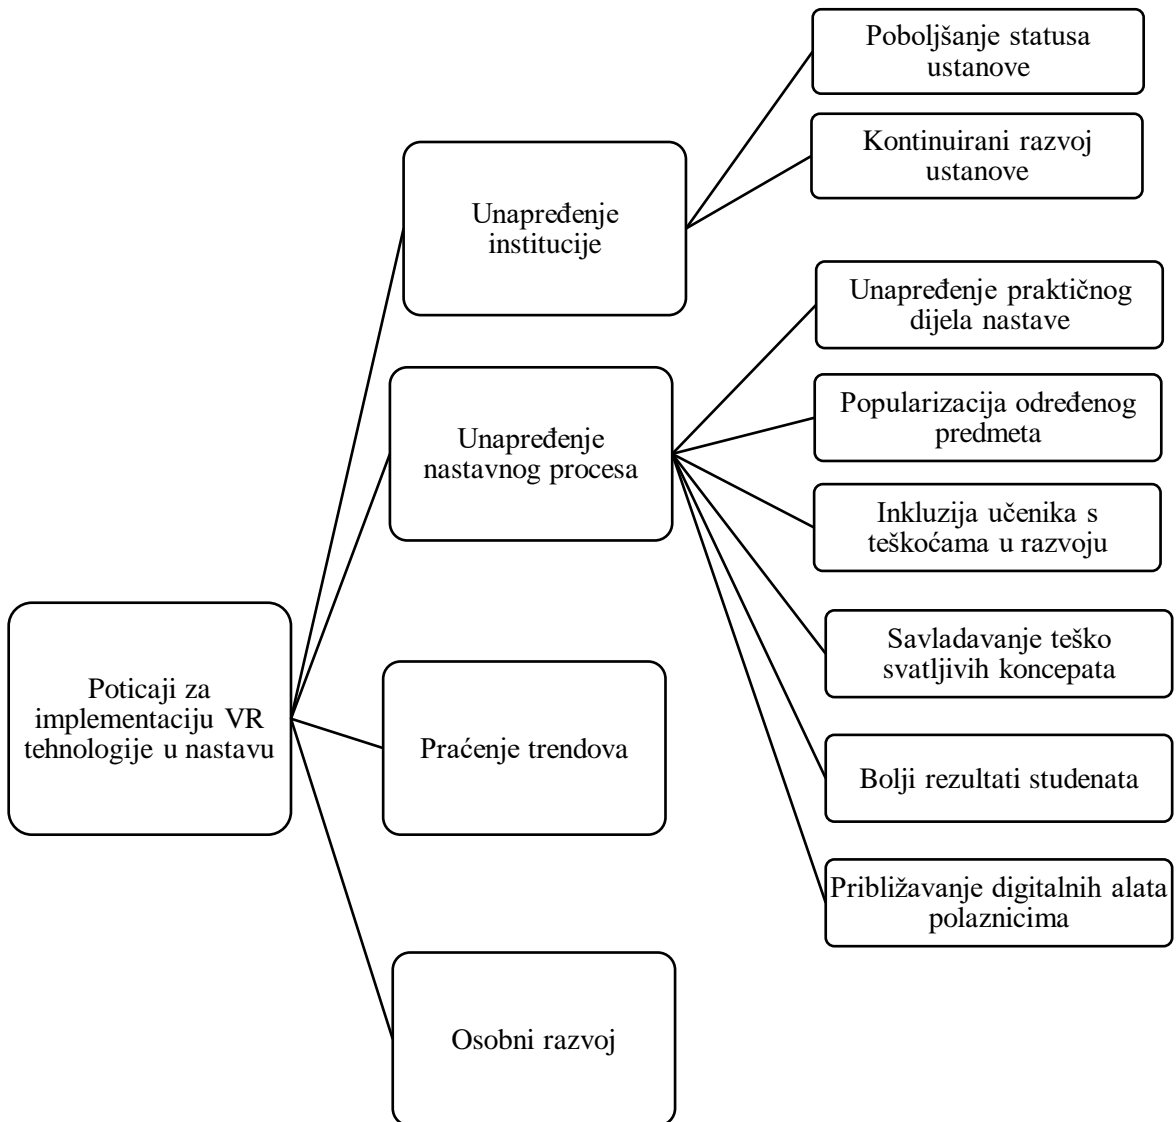 Poticaji za
implementaciju VR
tehnologije u nastavu
Unapređenje
institucije
Poboljšanje statusa
ustanove
Kontinuirani razvoj
ustanove
Unapređenje
nastavnog procesa
Unapređenje praktičnog
dijela nastave
Popularizacija određenog
predmeta
Inkluzija učenika s
teškoćama u razvoju
Savladavanje teško
svatljivih koncepata
Bolji rezultati studenata
Približavanje digitalnih alata
polaznicima
Praćenje trendova
Osobni razvoj